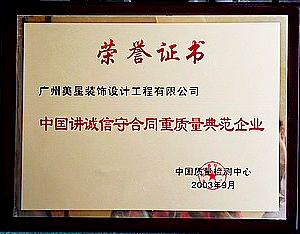 荣誉证书
广州美星装饰设计工程有限公司
中国讲诚信守合同重质量典范企业
中国质量检测中心
2003年9月